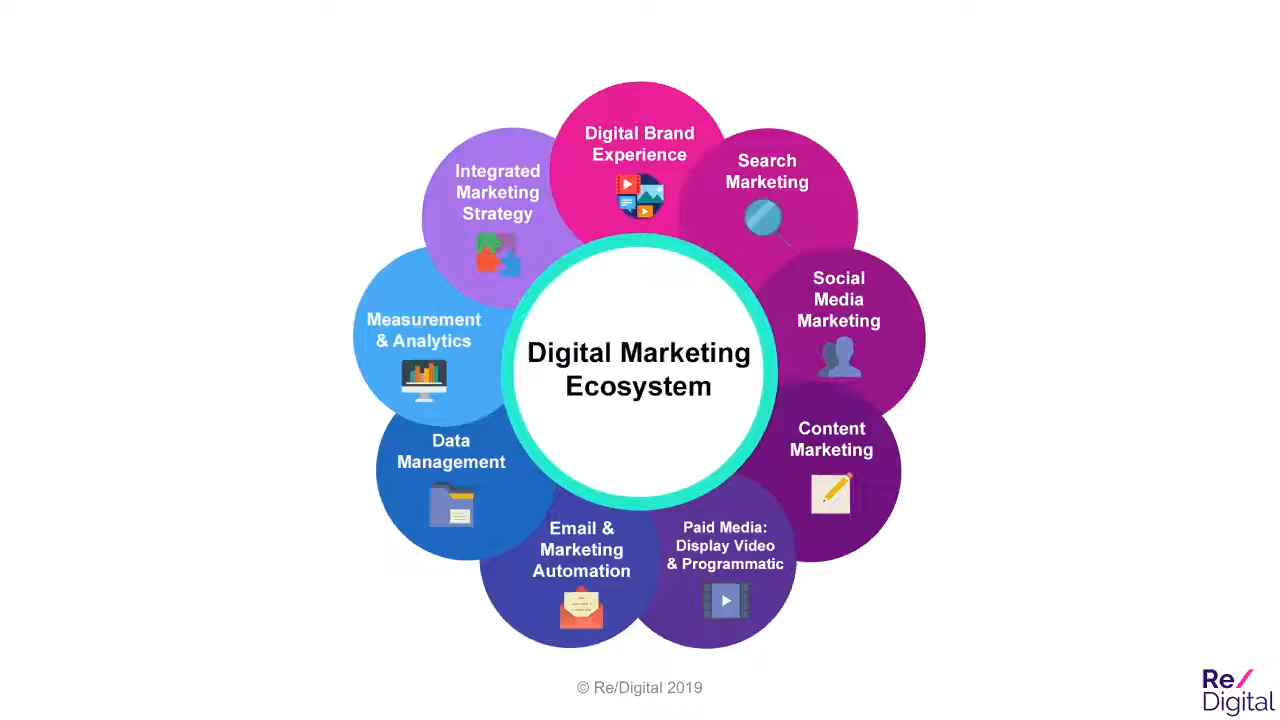 Digital Brand
Experience
Search
Marketing
Social
Media
Marketing
Content
Marketing
Paid Media:
Display Video
& Programmatic
Email &
Marketing
Automation
Data
Management
Measurement
& Analytics
Integrated
Marketing
Strategy
Digital Marketing
Ecosystem
© Re/Digital 2019
Re/
Digital